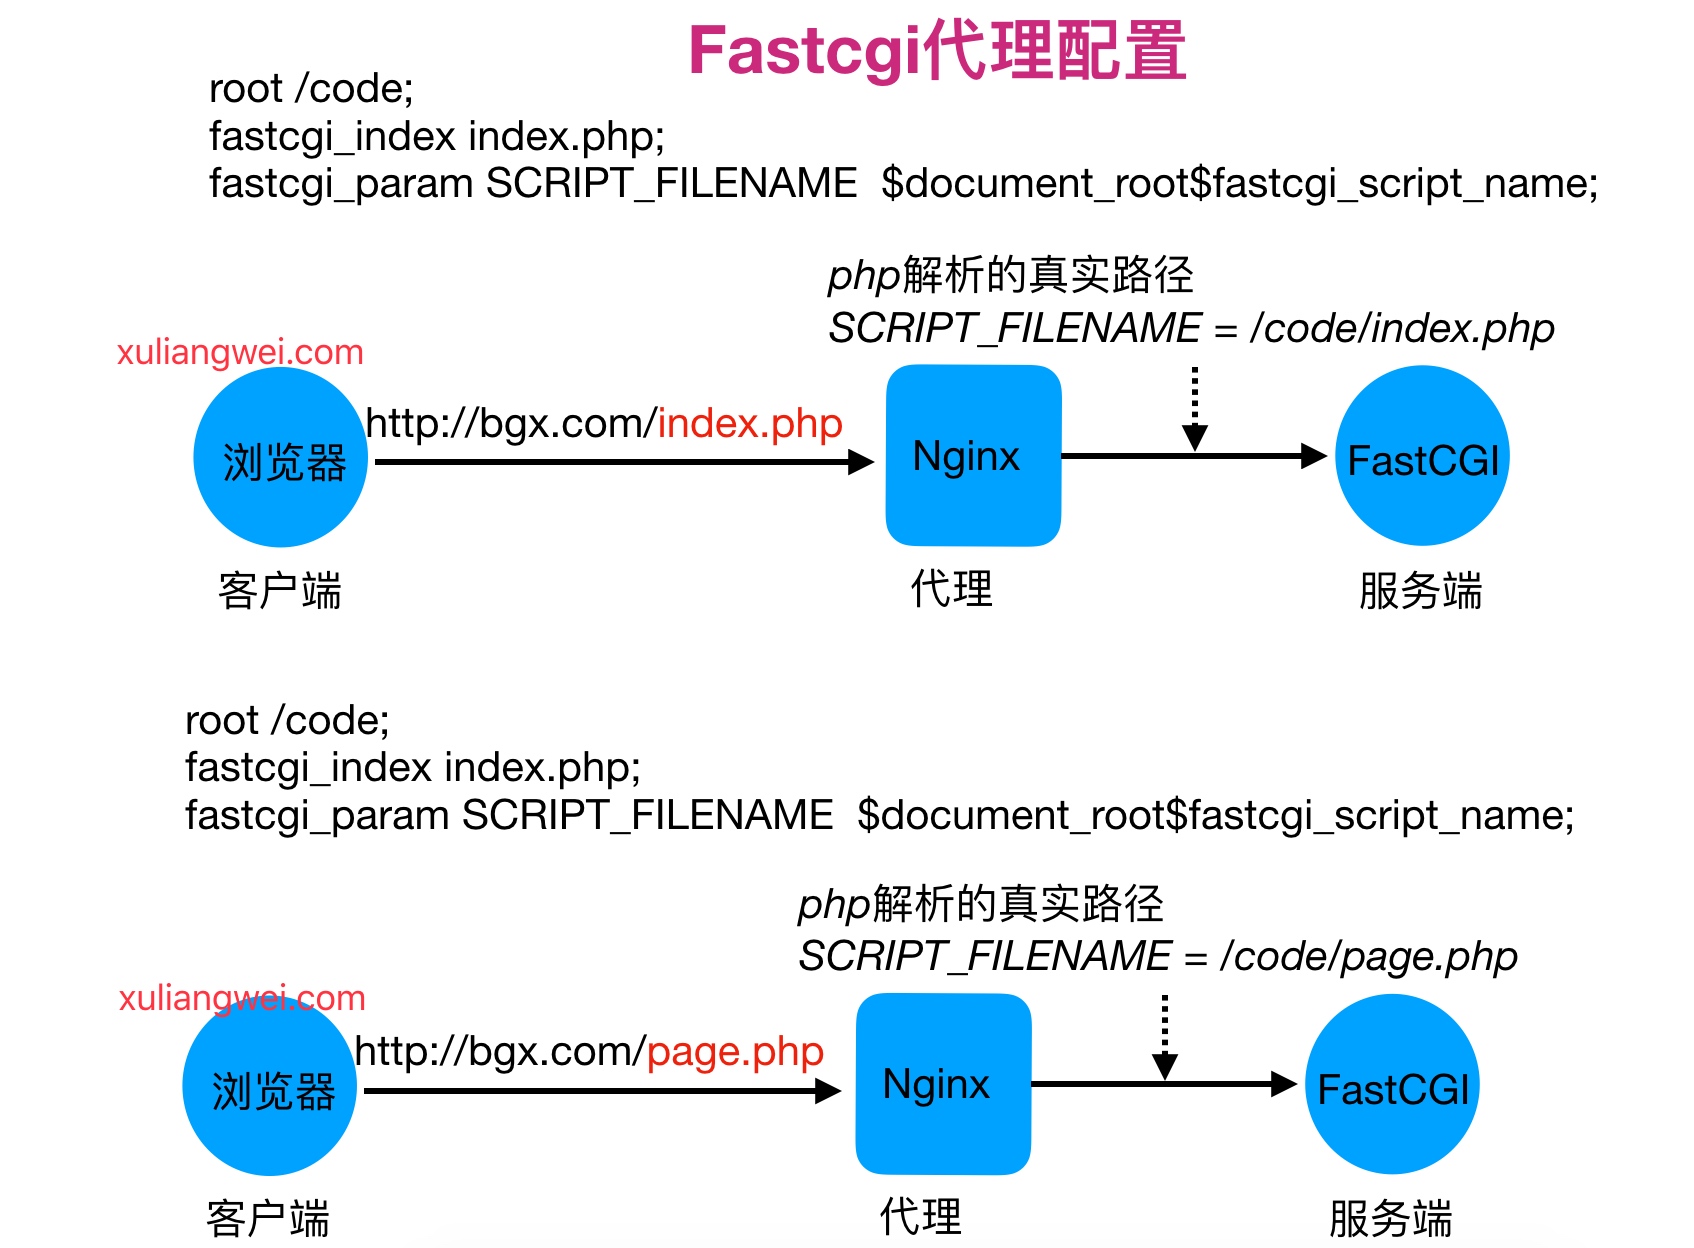 Fastcgi代理配置
root /code;
fastcgi_index index.php;
fastcgi_param SCRIPT_FILENAME  $document_root$fastcgi_script_name;
php解析的真实路径
SCRIPT_FILENAME = /code/index.php
xuliangwei.com
http://bgx.com/index.php
浏览器
Nginx
FastCGI
客户端
代理
服务端
root /code;
fastcgi_index index.php;
fastcgi_param SCRIPT_FILENAME  $document_root$fastcgi_script_name;
php解析的真实路径
SCRIPT_FILENAME = /code/page.php
xuliangwei.com
http://bgx.com/page.php
浏览器
Nginx
FastCGI
客户端
代理
服务端